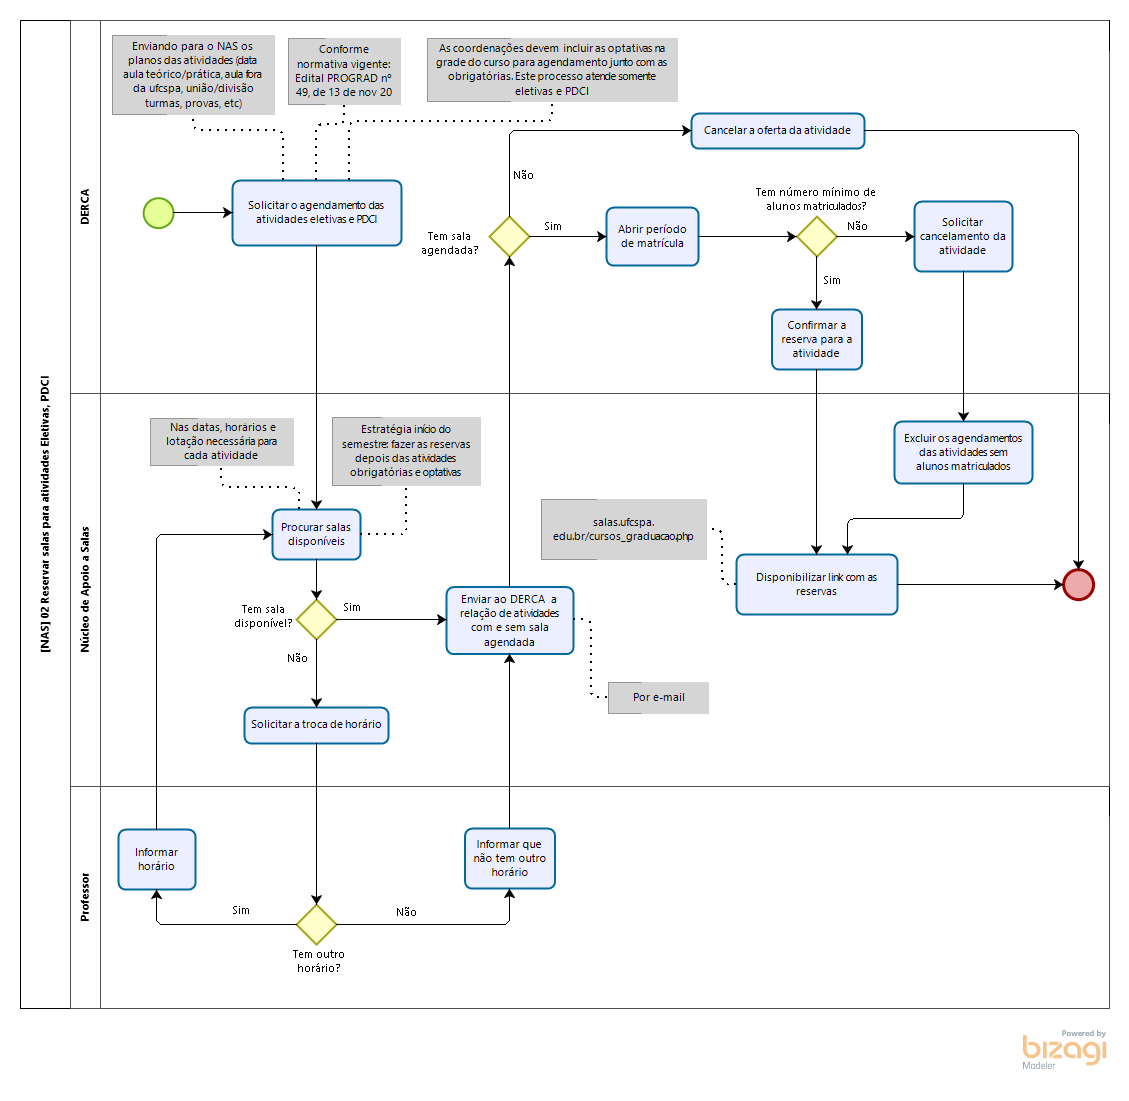 [NAS] 02 Reservar salas para atividades Eletivas, PDCI
DERCA
Enviando para o NAS os
planos das atividades (data
aula teórico/prática, aula fora
da ufcspa, união/divisão
turmas, provas, etc)
Conforme
normativa vigente:
Edital PROGRAD nº
49, de 13 de nov 20
As coordenações devem incluir as optativas na
grade do curso para agendamento junto com as
obrigatórias. Este processo atende somente
eletivas e PDCI
Solicitar o agendamento das
atividades eletivas e PDCI
Tem sala
agendada?
Não
Cancelar a oferta da atividade
Sim
Abrir período
de matrícula
Tem número mínimo de
alunos matriculados?
Não
Solicitar
cancelamento da
atividade
Sim
Confirmar a
reserva para a
atividade
Núcleo de Apoio a Salas
Nas datas, horários e
lotação necessária para
cada atividade
Estratégia início do
semestre: fazer as reservas
depois das atividades
obrigatórias e optativas
Procurar salas
disponíveis
Tem sala
disponível?
Sim
Não
Enviar ao DERCA a
relação de atividades
com e sem sala
agendada
Por e-mail
Solicitar a troca de horário
salas.ufcspa.
edu.br/cursos_graduacao.php
Excluir os agendamentos
das atividades sem
alunos matriculados
Disponibilizar link com as
reservas
Professor
Informar
horário
Sim
Tem outro
horário?
Não
Informar que
não tem outro
horário
Powered by
bizagi
Modeler